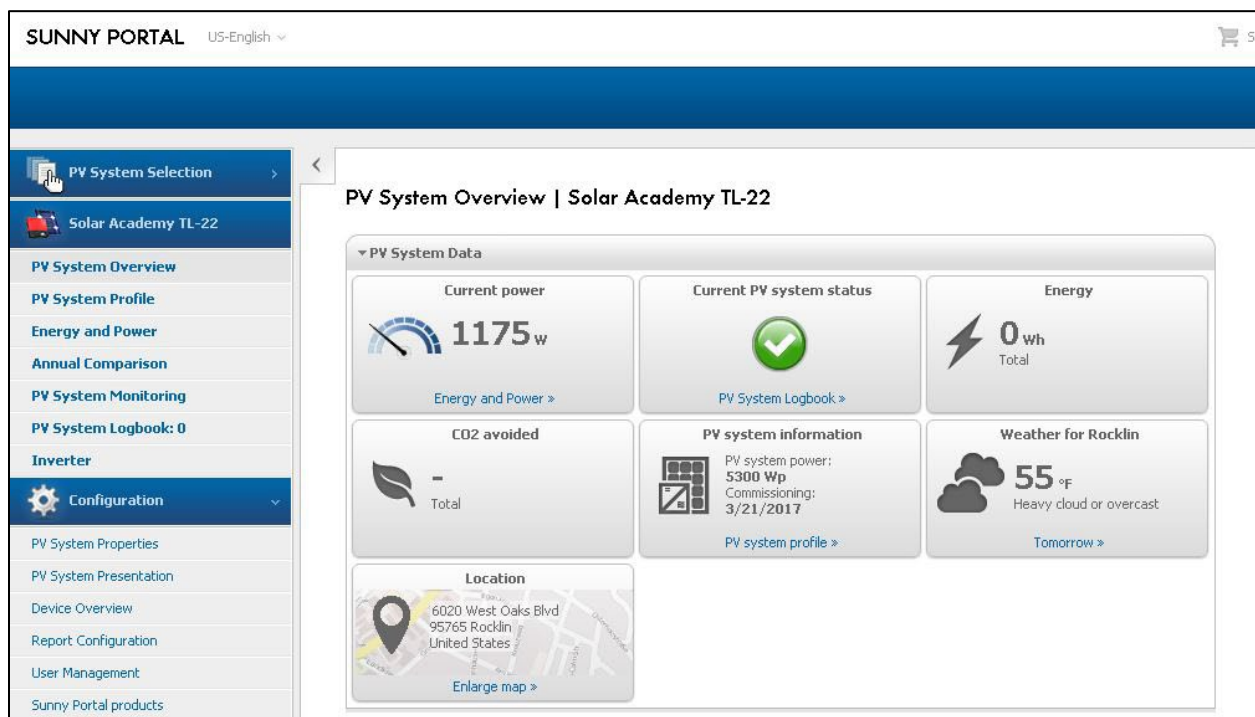 SUNNY PORTAL US-English
S
PV System Selection
Solar Academy TL-22
PV System Overview
PV System Profile
Energy and Power
Annual Comparison
PV System Monitoring
PV System Logbook: 0
Inverter
Configuration
PV System Properties
PV System Presentation
Device Overview
Report Configuration
User Management
Sunny Portal products
PV System Overview | Solar Academy TL-22
PV System Data
Current power
1175 W
Energy and Power »
Current PV system status
PV System Logbook »
Energy
0 Wh
Total
CO2 avoided
-
Total
PV system information
PV system power:
5300 Wp
Commissioning:
3/21/2017
PV system profile »
Weather for Rocklin
55 °F
Heavy cloud or overcast
Tomorrow »
Location
6020 West Oaks Blvd
95765 Rocklin
United States
Enlarge map »